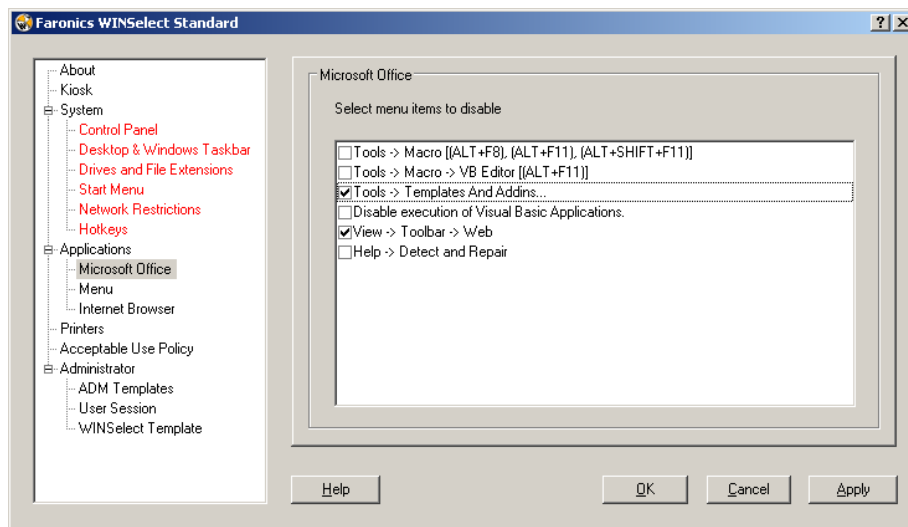 Faronics WINSelect Standard
About
Kiosk
System
Control Panel
Desktop & Windows Taskbar
Drives and File Extensions
Start Menu
Network Restrictions
Hotkeys
Applications
Microsoft Office
Menu
Internet Browser
Printers
Acceptable Use Policy
Administrator
ADM Templates
User Session
WINSelect Template
Microsoft Office
Select menu items to disable
Tools -> Macro [(ALT+F8), (ALT+F11), (ALT+SHIFT+F11)]
Tools -> Macro -> VB Editor [(ALT+F11)]
Tools -> Templates And Addins...
Disable execution of Visual Basic Applications.
View -> Toolbar -> Web
Help -> Detect and Repair
Help
OK
Cancel
Apply